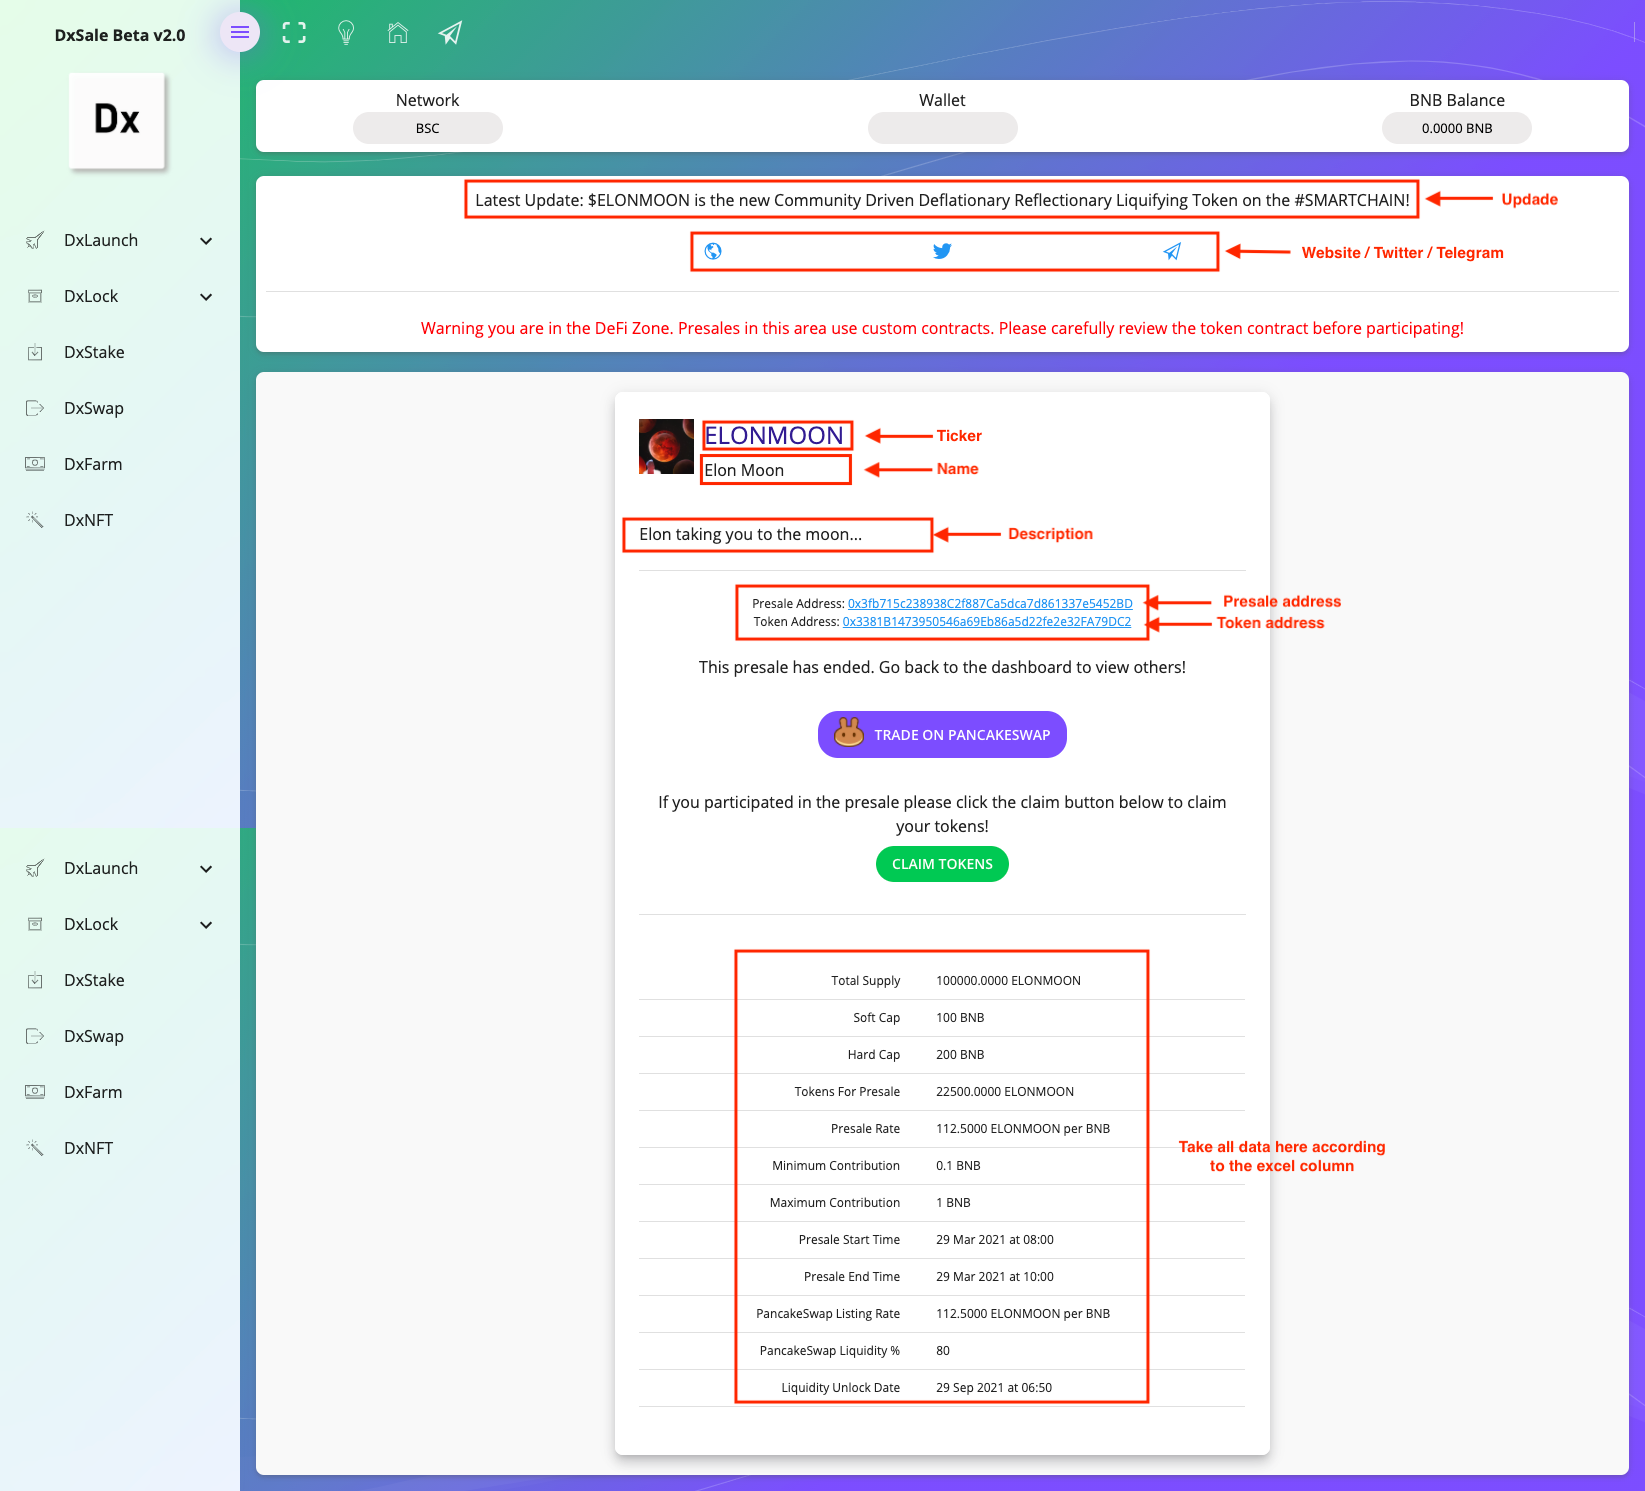 DxSale Beta v2.0
Dx
DxLaunch
DxLock
DxStake
DxSwap
DxFarm
DxNFT
DxLaunch
DxLock
DxStake
DxSwap
DxFarm
DxNFT
Network
BSC
Wallet
BNB Balance
0.0000 BNB
Latest Update: $ELONMOON is the new Community Driven Deflationary Reflectionary Liquifying Token on the #SMARTCHAIN!
Updade
Website / Twitter / Telegram
Warning you are in the DeFi Zone. Presales in this area use custom contracts. Please carefully review the token contract before participating!
ELONMOON
Ticker
Elon Moon
Name
Elon taking you to the moon...
Description
Presale Address: 0x3fb715c238938C2f887Ca5dca7d861337e5452BD
Presale address
Token Address: 0x3381B1473950546a69Eb86a5d22fe2e32FA79DC2
Token address
This presale has ended. Go back to the dashboard to view others!
TRADE ON PANCAKESWAP
If you participated in the presale please click the claim button below to claim
your tokens!
CLAIM TOKENS
Total Supply 100000.0000 ELONMOON
Soft Cap 100 BNB
Hard Cap 200 BNB
Tokens For Presale 22500.0000 ELONMOON
Presale Rate 112.5000 ELONMOON per BNB
Minimum Contribution 0.1 BNB
Maximum Contribution 1 BNB
Presale Start Time 29 Mar 2021 at 08:00
Presale End Time 29 Mar 2021 at 10:00
PancakeSwap Listing Rate 112.5000 ELONMOON per BNB
PancakeSwap Liquidity % 80
Liquidity Unlock Date 29 Sep 2021 at 06:50
Take all data here according
to the excel column